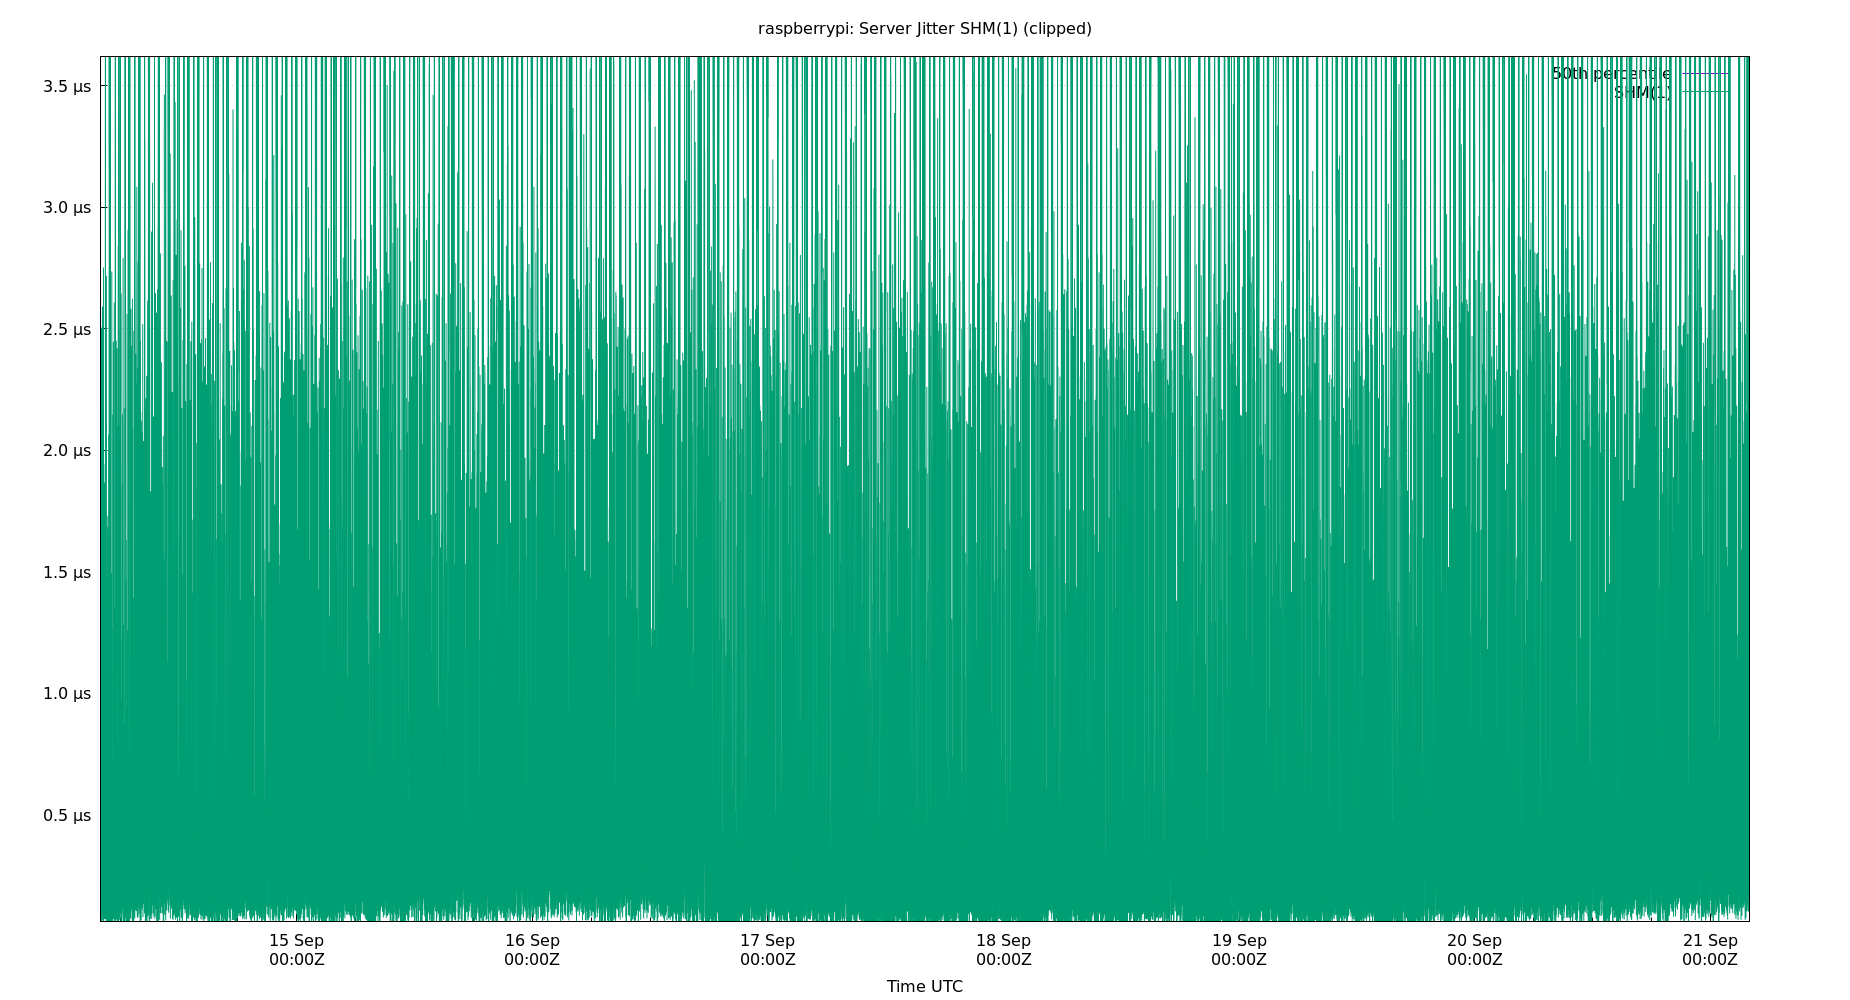 raspberrypi: Server Jitter SHM(1) (clipped)
50th percentile
SHM(1)
3.5 µs
3.0 µs
2.5 µs
2.0 µs
1.5 µs
1.0 µs
0.5 µs
15 Sep 16 Sep 17 Sep 18 Sep 19 Sep 20 Sep 21 Sep
00:00Z 00:00Z 00:00Z 00:00Z 00:00Z 00:00Z 00:00Z
Time UTC